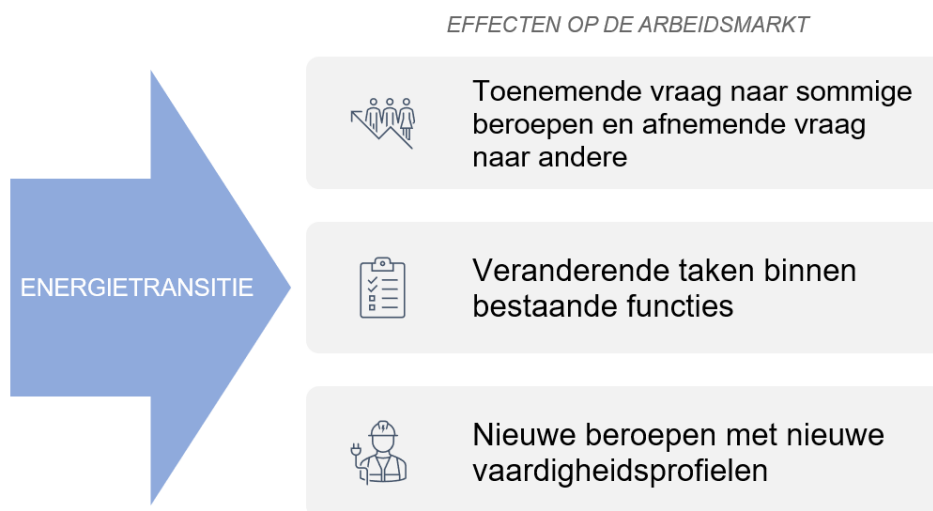 EFFECTEN OP DE ARBEIDSMARKT
Toenemende vraag naar sommige
beroepen en afnemende vraag
naar andere
ENERGIETRANSITIE
Veranderende taken binnen
bestaande functies
Nieuwe beroepen met nieuwe
vaardigheidsprofielen